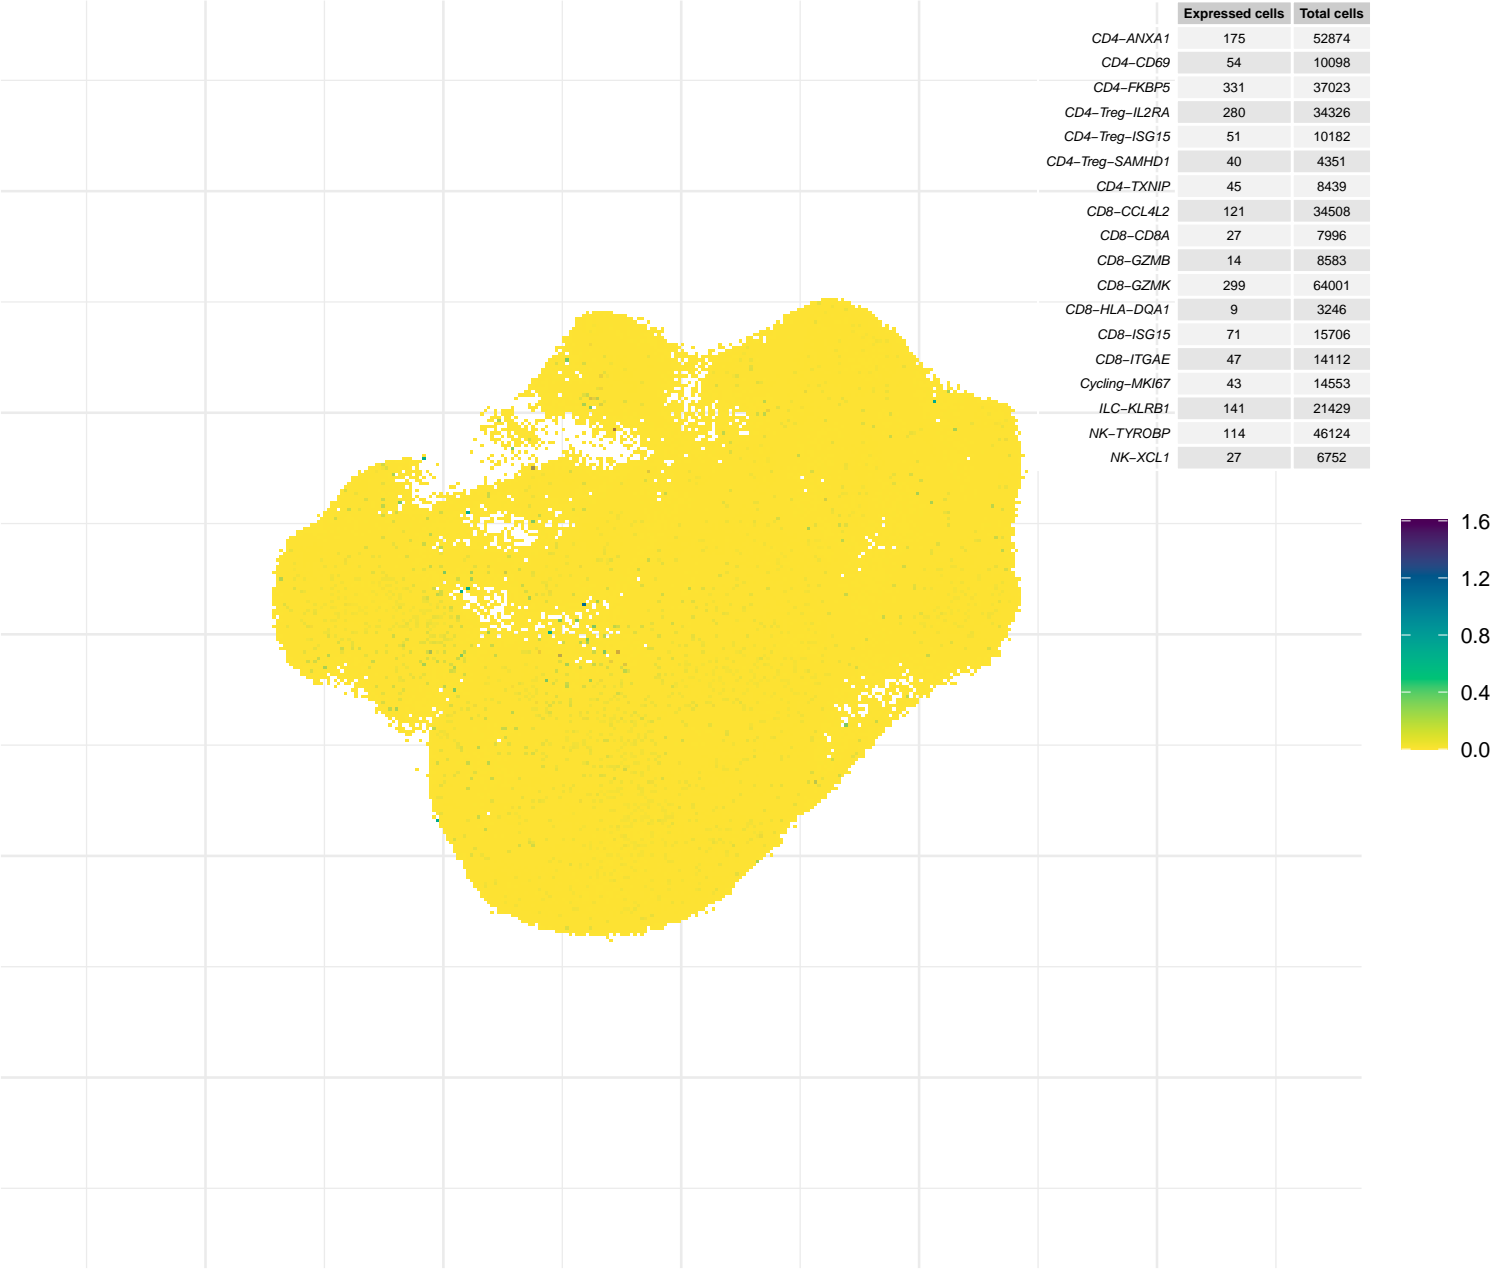 Expressed cells Total cells
CD4−ANXA1 175 52874
CD4−CD69 54 10098
CD4−FKBP5 331 37023
CD4−Treg−IL2RA 280 34326
CD4−Treg−ISG15 51 10182
CD4−Treg−SAMHD1 40 4351
CD4−TXNIP 45 8439
CD8−CCL4L2 121 34508
CD8−CD8A 27 7996
CD8−GZMB 14 8583
CD8−GZMK 299 64001
CD8−HLA−DQA1 9 3246
CD8−ISG15 71 15706
CD8−ITGAE 47 14112
Cycling−MKI67 43 14553
ILC−KLRB1 141 21429
NK−TYROBP 114 46124
NK−XCL1 27 6752
1.6
1.2
0.8
0.4
0.0